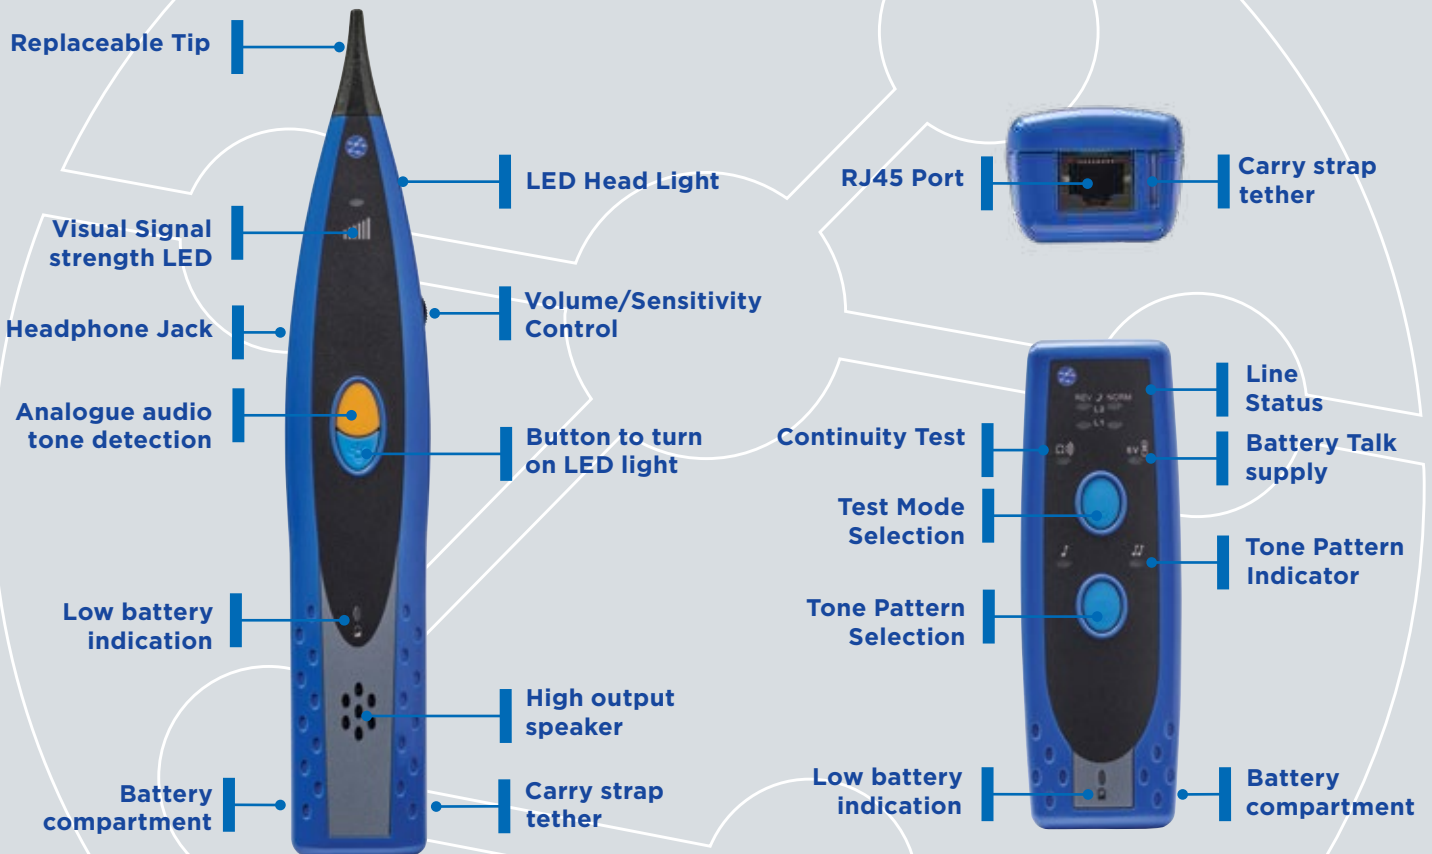 Replaceable Tip
LED Head Light
Visual Signal
strength LED
Volume/Sensitivity
Control
Headphone Jack
Analogue audio
tone detection
Button to turn
on LED light
Low battery
indication
High output
speaker
Battery
compartment
Carry strap
tether
RJ45 Port
Carry strap
tether
Line
Status
REV NORM
L2
L1
Continuity Test
Battery Talk
supply
6V
Test Mode
Selection
Tone Pattern
Indicator
Tone Pattern
Selection
Low battery
indication
Battery
compartment